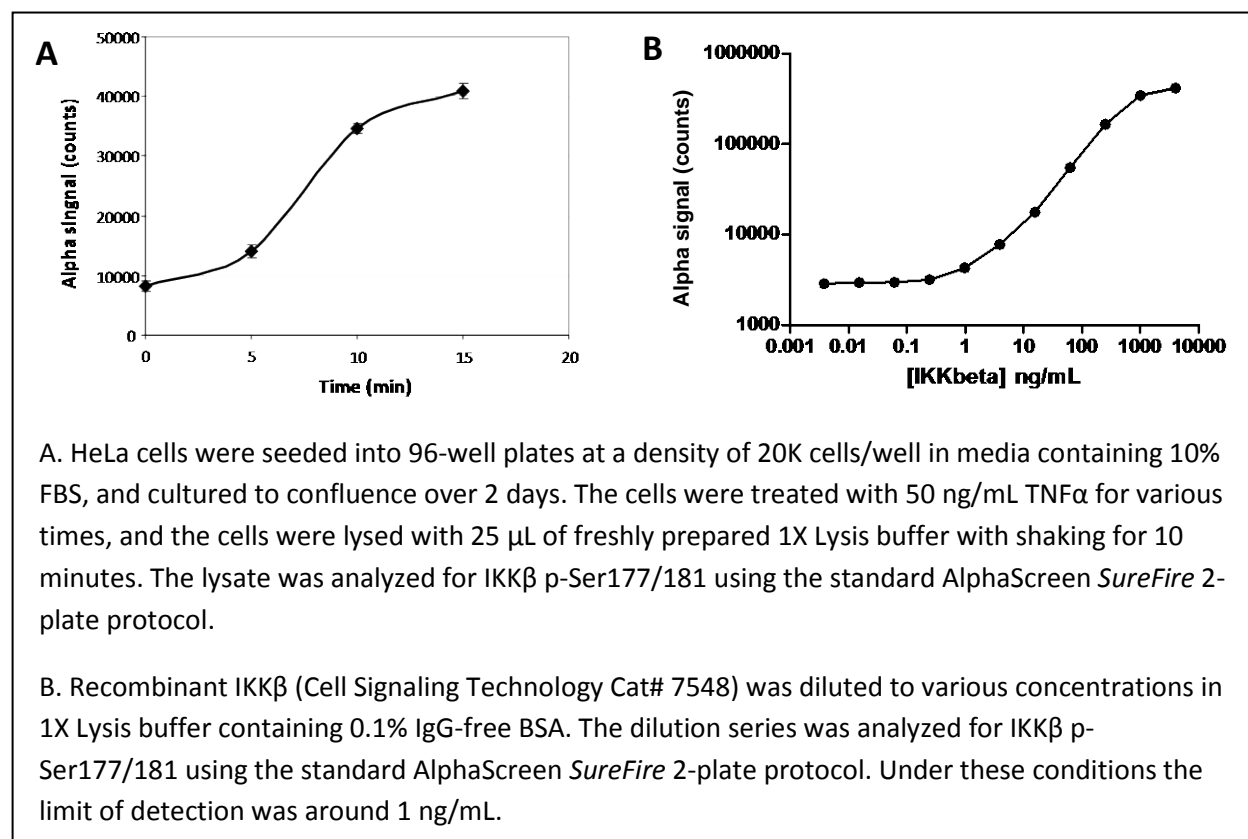 A
50000
40000
30000
20000
10000
0
Alpha singnal (counts)
0 5 10 15 20
Time (min)
B
1000000
100000
10000
1000
Alpha signal (counts)
0.001 0.01 0.1 1 10 100 1000 10000
[IKKbeta] ng/mL
A. HeLa cells were seeded into 96-well plates at a density of 20K cells/well in media containing 10%
FBS, and cultured to confluence over 2 days. The cells were treated with 50 ng/mL TNFα for various
times, and the cells were lysed with 25 µL of freshly prepared 1X Lysis buffer with shaking for 10
minutes. The lysate was analyzed for IKKβ p-Ser177/181 using the standard AlphaScreen SureFire 2-
plate protocol.
B. Recombinant IKKβ (Cell Signaling Technology Cat# 7548) was diluted to various concentrations in
1X Lysis buffer containing 0.1% IgG-free BSA. The dilution series was analyzed for IKKβ p-
Ser177/181 using the standard AlphaScreen SureFire 2-plate protocol. Under these conditions the
limit of detection was around 1 ng/mL.